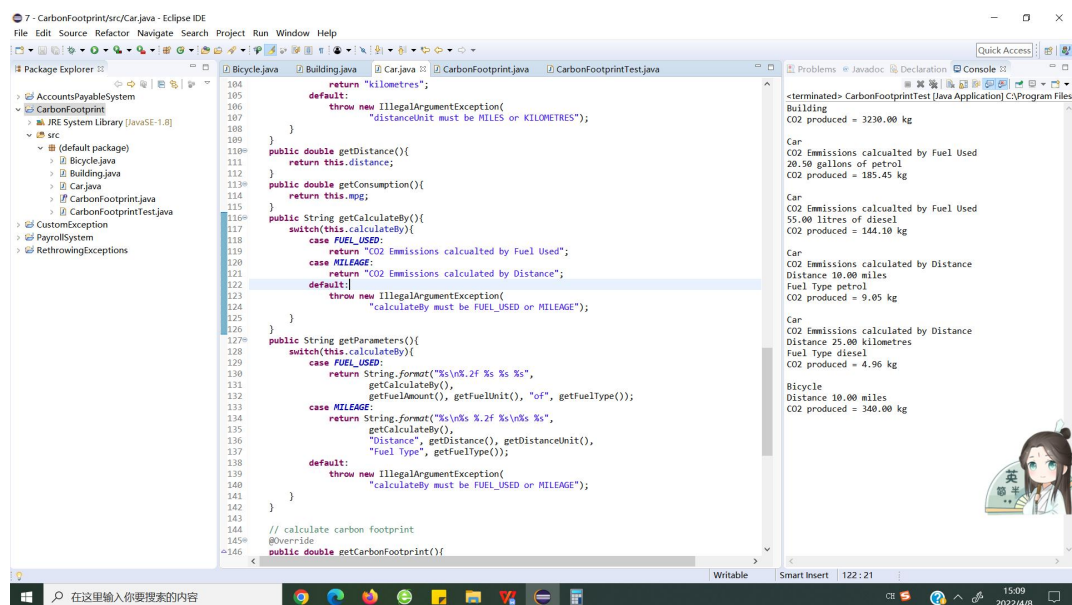 7 - CarbonFootprint/src/Car.java - Eclipse IDE
File Edit Source Refactor Navigate Search Project Run Window Help
Quick Access
Package Explorer
AccountsPayableSystem
CarbonFootprint
JRE System Library [JavaSE-1.8]
src
(default package)
Bicycle.java
Building.java
Car.java
CarbonFootprint.java
CarbonFootprintTest.java
CustomException
PayrollSystem
RethrowingExceptions
Bicycle.java Building.java Car.java CarbonFootprint.java CarbonFootprintTest.java
104 return "kilometres";
105 default:
106 throw new IllegalArgumentException(
107 "distanceUnit must be MILES or KILOMETRES");
108 }
109 }
110 public double getDistance(){
111 return this.distance;
112 }
113 public double getConsumption(){
114 return this.mpg;
115 }
116 public String getCalculateBy(){
117 switch(this.calculateBy){
118 case FUEL_USED:
119 return "CO2 Emmissions calcualted by Fuel Used";
120 case MILEAGE:
121 return "CO2 Emmissions calculated by Distance";
122 default:
123 throw new IllegalArgumentException(
124 "calculateBy must be FUEL_USED or MILEAGE");
125 }
126 }
127 public String getParameters(){
128 switch(this.calculateBy){
129 case FUEL_USED:
130 return String.format("%s\n%.2f %s %s %s",
131 getCalculateBy(),
132 getFuelAmount(), getFuelUnit(), "of", getFuelType());
133 case MILEAGE:
134 return String.format("%s\n%s %.2f %s\n%s %s",
135 getCalculateBy(),
136 "Distance", getDistance(), getDistanceUnit(),
137 "Fuel Type", getFuelType());
138 default:
139 throw new IllegalArgumentException(
140 "calculateBy must be FUEL_USED or MILEAGE");
141 }
142 }
143
144 // calculate carbon footprint
145 @Override
146 public double getCarbonFootprint(){
Problems Javadoc Declaration Console
<terminated> CarbonFootprintTest [Java Application] C:\Program Files
Building
CO2 produced = 3230.00 kg
Car
CO2 Emmissions calcualted by Fuel Used
20.50 gallons of petrol
CO2 produced = 185.45 kg
Car
CO2 Emmissions calcualted by Fuel Used
55.00 litres of diesel
CO2 produced = 144.10 kg
Car
CO2 Emmissions calculated by Distance
Distance 10.00 miles
Fuel Type petrol
CO2 produced = 9.05 kg
Car
CO2 Emmissions calculated by Distance
Distance 25.00 kilometres
Fuel Type diesel
CO2 produced = 4.96 kg
Bicycle
Distance 10.00 miles
CO2 produced = 340.00 kg
英
简 半
Writable Smart Insert 122 : 21
在这里输入你要搜索的内容
CH
15:09
2022/4/8